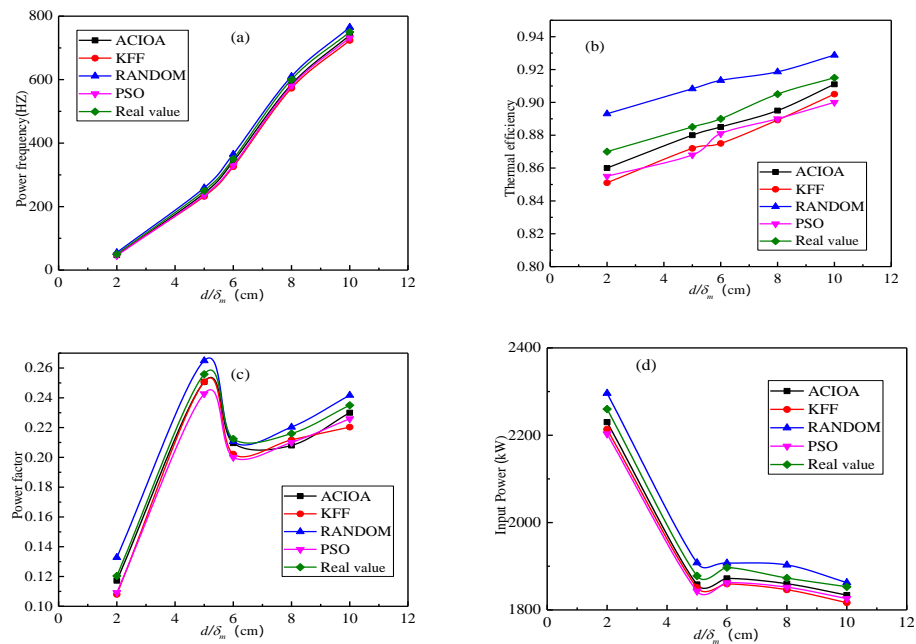 (a)
Power frequency(HZ)
800
600
400
200
0
ACIOA
KFF
RANDOM
PSO
Real value
0 2 4 6 8 10 12
d/δm (cm)
(b)
Thermal efficiency
0.94
0.92
0.90
0.88
0.86
0.84
0.82
0.80
ACIOA
KFF
RANDOM
PSO
Real value
0 2 4 6 8 10 12
d/δm (cm)
(c)
Power factor
0.26
0.24
0.22
0.20
0.18
0.16
0.14
0.12
0.10
ACIOA
KFF
RANDOM
PSO
Real value
0 2 4 6 8 10 12
d/δm (cm)
(d)
Input Power (kW)
2400
2200
2000
1800
ACIOA
KFF
RANDOM
PSO
Real value
0 2 4 6 8 10 12
d/δm (cm)